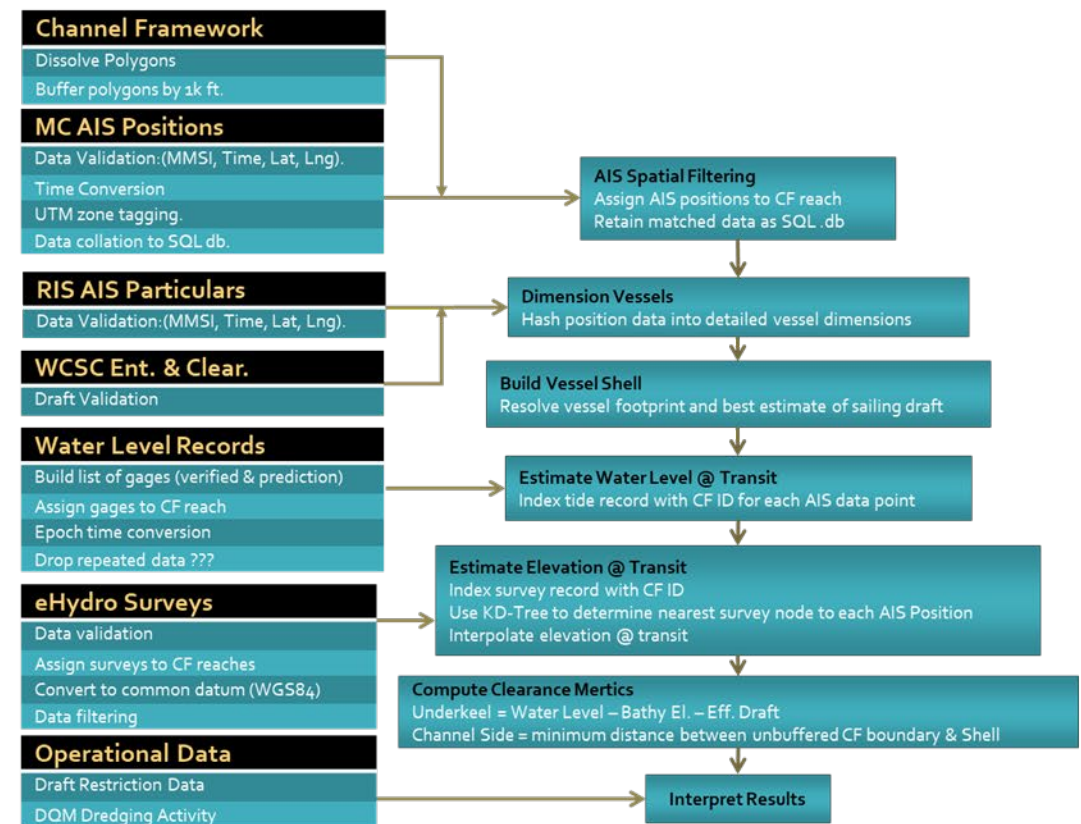 Channel Framework
Dissolve Polygons
Buffer polygons by 1k ft.
MC AIS Positions
Data Validation:(MMSI, Time, Lat, Lng).
Time Conversion
UTM zone tagging.
Data collation to SQL db.
RIS AIS Particulars
Data Validation:(MMSI, Time, Lat, Lng).
WCSC Ent. & Clear.
Draft Validation
Water Level Records
Build list of gages (verified & prediction)
Assign gages to CF reach
Epoch time conversion
Drop repeated data ???
eHydro Surveys
Data validation
Assign surveys to CF reaches
Convert to common datum (WGS84)
Data filtering
Operational Data
Draft Restriction Data
DQM Dredging Activity
AIS Spatial Filtering
Assign AIS positions to CF reach
Retain matched data as SQL .db
Dimension Vessels
Hash position data into detailed vessel dimensions
Build Vessel Shell
Resolve vessel footprint and best estimate of sailing draft
Estimate Water Level @ Transit
Index tide record with CF ID for each AIS data point
Estimate Elevation @ Transit
Index survey record with CF ID
Use KD-Tree to determine nearest survey node to each AIS Position
Interpolate elevation @ transit
Compute Clearance Mertics
Underkeel = Water Level – Bathy El. – Eff. Draft
Channel Side = minimum distance between unbuffered CF boundary & Shell
Interpret Results